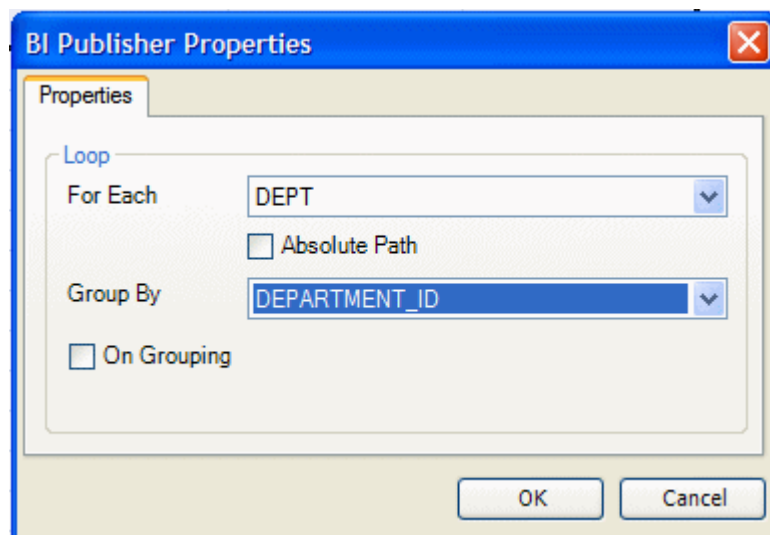 BI Publisher Properties
Properties
Loop
For Each DEPT
Absolute Path
Group By DEPARTMENT_ID
On Grouping
OK Cancel